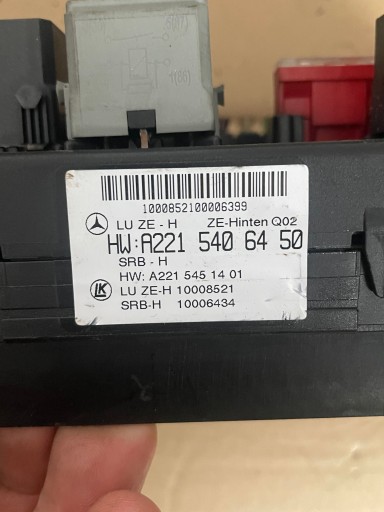 1000852100006399
LU ZE - H ZE-Hinten Q02
HW:A221 540 64 50
SRB - H
HW: A221 545 14 01
LK LU ZE-H 10008521
SRB-H 10006434